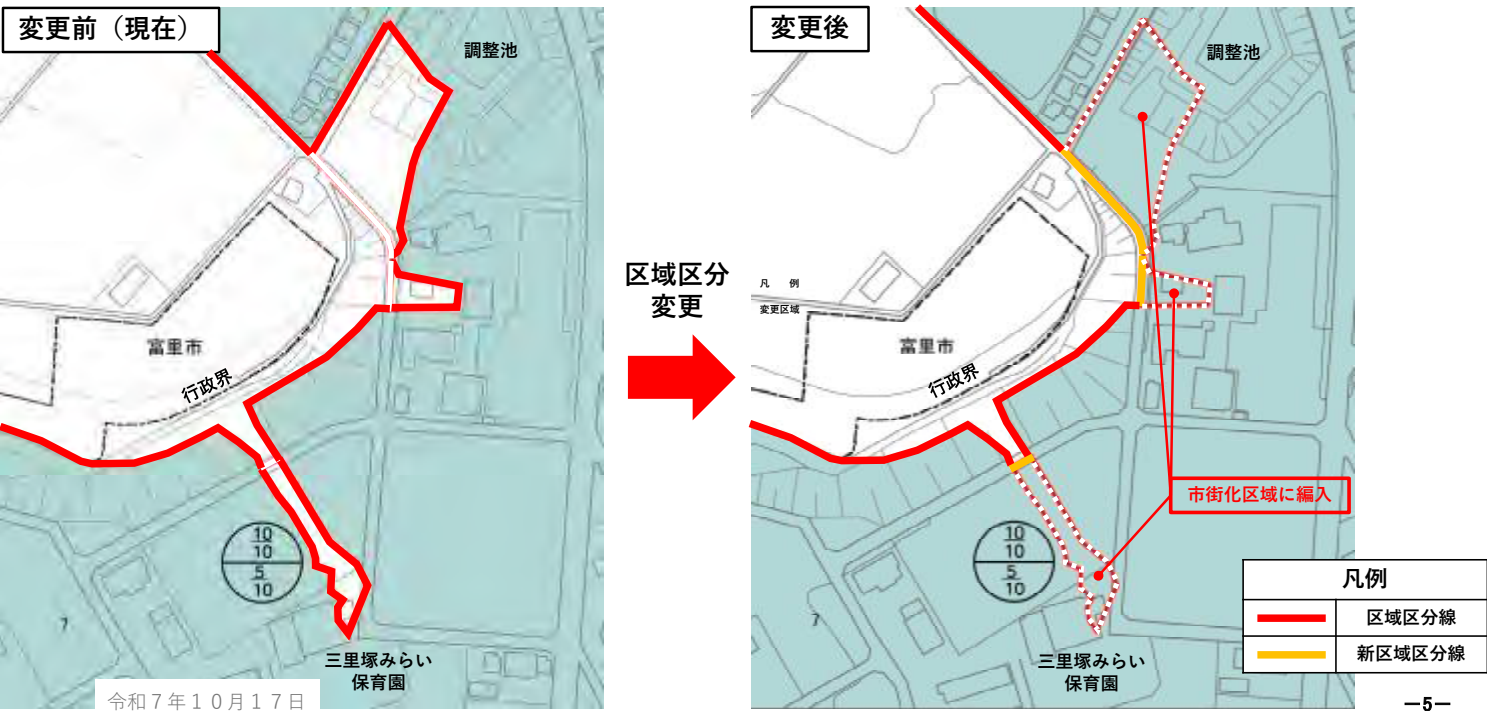 変更前（現在）
調整池
富里市
行政界
10
10
5
10
7
三里塚みらい
保育園
令和７年１０月１７日
区域区分
変更
変更後
調整池
凡　例
変更区域
富里市
行政界
市街化区域に編入
10
10
5
10
7
三里塚みらい
保育園
凡例
区域区分線
新区域区分線
－5－